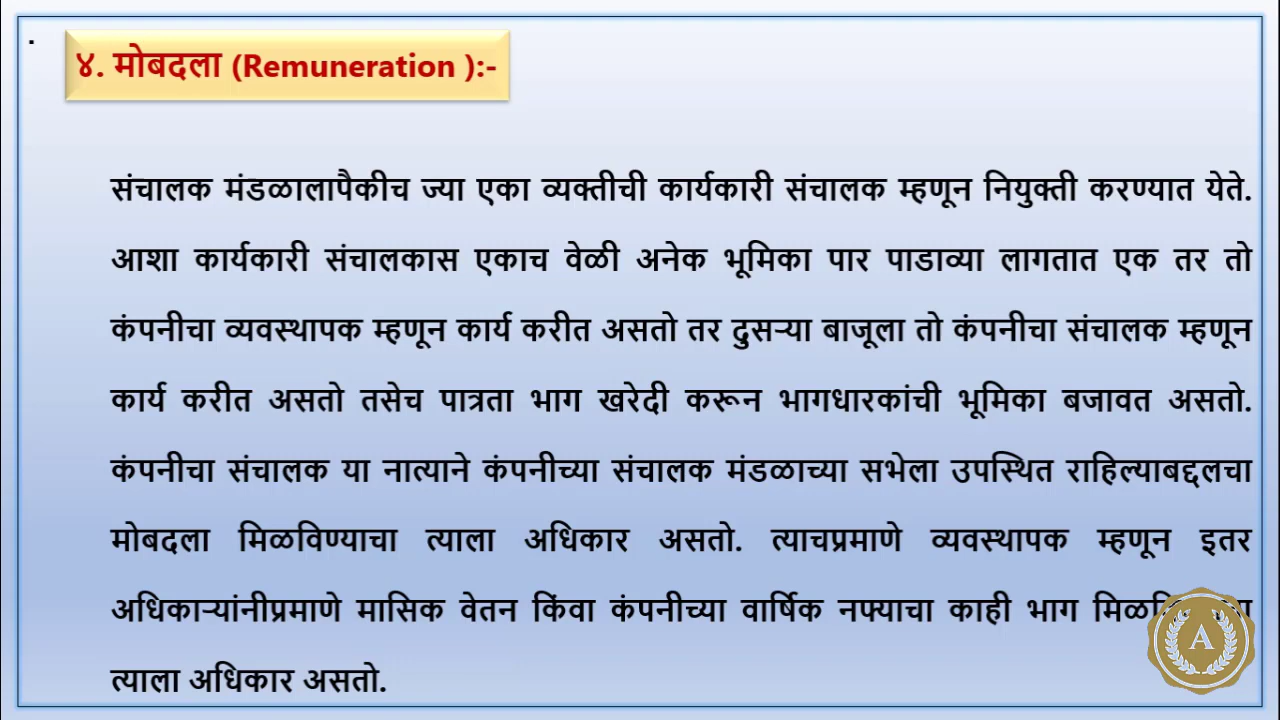 ४. मोबदला (Remuneration ):-
संचालक मंडळालापैकीच ज्या एका व्यक्तीची कार्यकारी संचालक म्हणून नियुक्ती करण्यात येते.
आशा कार्यकारी संचालकास एकाच वेळी अनेक भूमिका पार पाडाव्या लागतात एक तर तो
कंपनीचा व्यवस्थापक म्हणून कार्य करीत असतो तर दुसऱ्या बाजूला तो कंपनीचा संचालक म्हणून
कार्य करीत असतो तसेच पात्रता भाग खरेदी करून भागधारकांची भूमिका बजावत असतो.
कंपनीचा संचालक या नात्याने कंपनीच्या संचालक मंडळाच्या सभेला उपस्थित राहिल्याबद्दलचा
मोबदला मिळविण्याचा त्याला अधिकार असतो. त्याचप्रमाणे व्यवस्थापक म्हणून इतर
अधिकाऱ्यांनीप्रमाणे मासिक वेतन किंवा कंपनीच्या वार्षिक नफ्याचा काही भाग
त्याला अधिकार असतो.
A